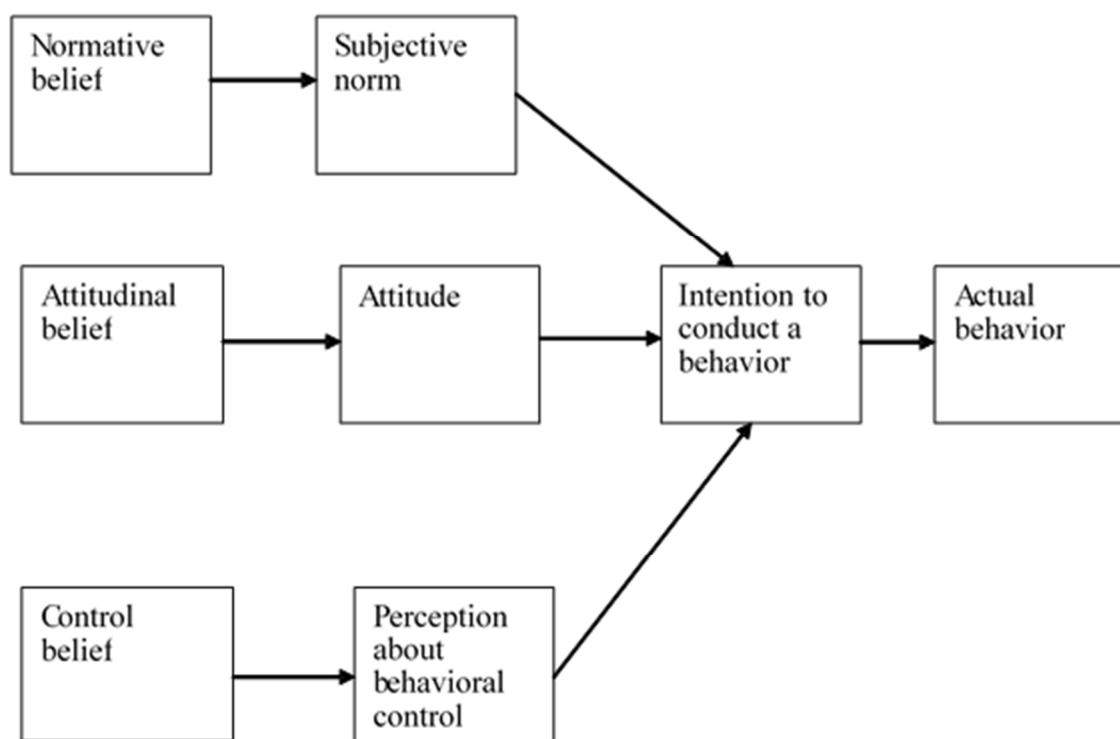 Normative
belief
Subjective
norm
Attitudinal
belief
Attitude
Intention to
conduct a
behavior
Actual
behavior
Control
belief
Perception
about
behavioral
control